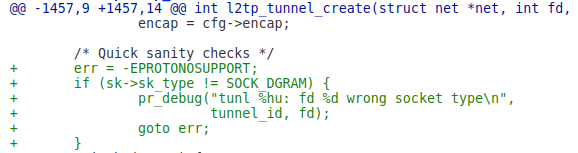 @@ -1457,9 +1457,14 @@ int l2tp_tunnel_create(struct net *net, int fd,
encap = cfg->encap;
/* Quick sanity checks */
+ err = -EPROTONOSUPPORT;
+ if (sk->sk_type != SOCK_DGRAM) {
+ pr_debug("tunl %hu: fd %d wrong socket type\n",
+ tunnel_id, fd);
+ goto err;
+ }